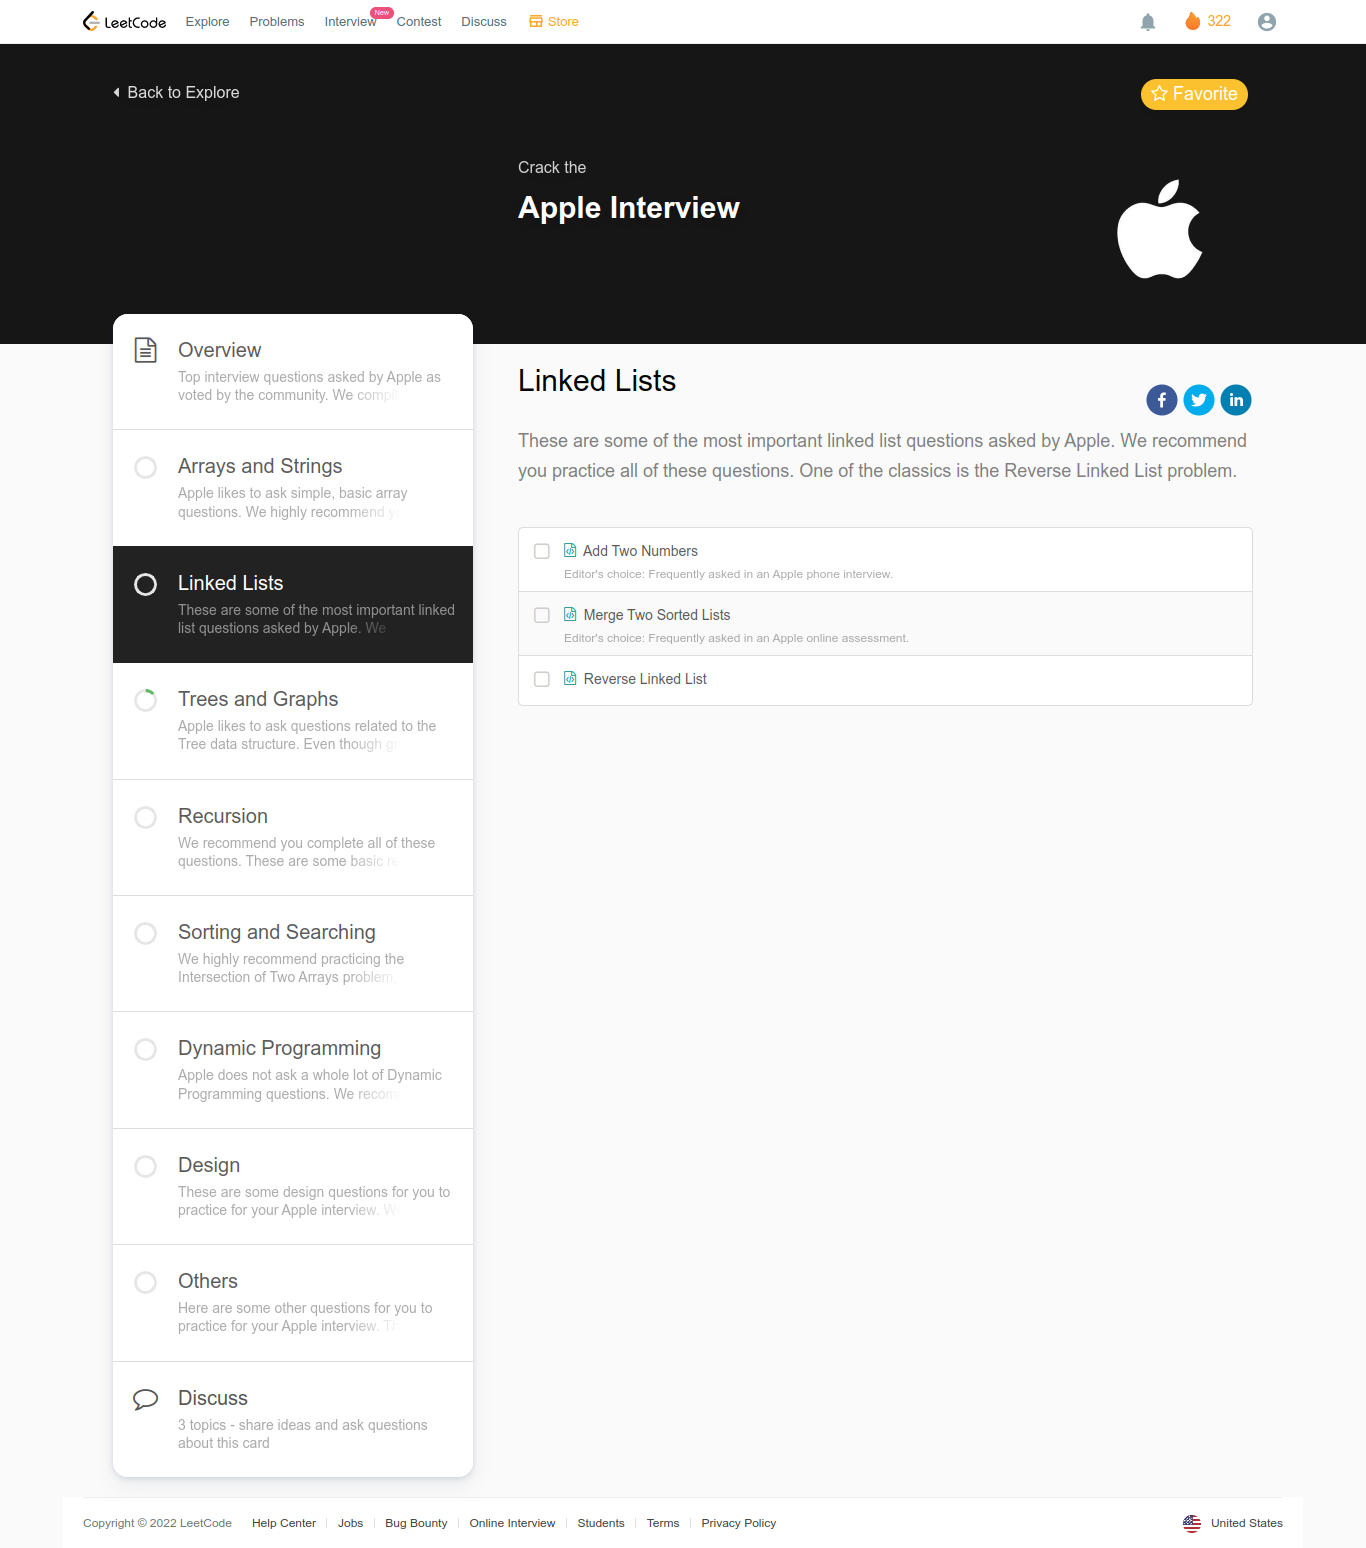 LeetCode Explore Problems Interview New Contest Discuss Store 322
Back to Explore
Favorite
Crack the
Apple Interview
Overview
Top interview questions asked by Apple as
voted by the community. We compil
Arrays and Strings
Apple likes to ask simple, basic array
questions. We highly recommend yo
Linked Lists
These are some of the most important linked
list questions asked by Apple. We
Trees and Graphs
Apple likes to ask questions related to the
Tree data structure. Even though gr
Recursion
We recommend you complete all of these
questions. These are some basic re
Sorting and Searching
We highly recommend practicing the
Intersection of Two Arrays problem.
Dynamic Programming
Apple does not ask a whole lot of Dynamic
Programming questions. We recom
Design
These are some design questions for you to
practice for your Apple interview. We
Others
Here are some other questions for you to
practice for your Apple interview. Th
Discuss
3 topics - share ideas and ask questions
about this card
Linked Lists
These are some of the most important linked list questions asked by Apple. We recommend
you practice all of these questions. One of the classics is the Reverse Linked List problem.
Add Two Numbers
Editor's choice: Frequently asked in an Apple phone interview.
Merge Two Sorted Lists
Editor's choice: Frequently asked in an Apple online assessment.
Reverse Linked List
Copyright © 2022 LeetCode Help Center Jobs Bug Bounty Online Interview Students Terms Privacy Policy United States